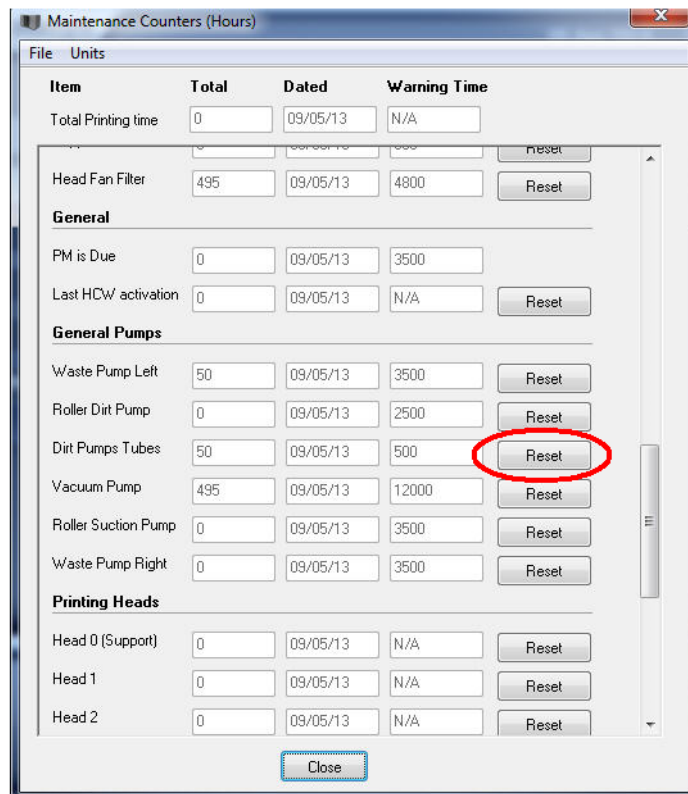 Maintenance Counters (Hours)
File Units
Item Total Dated Warning Time
Total Printing time 0 09/05/13 N/A
Reset
Head Fan Filter 495 09/05/13 4800 Reset
General
PM is Due 0 09/05/13 3500
Last HCW activation 0 09/05/13 N/A Reset
General Pumps
Waste Pump Left 50 09/05/13 3500 Reset
Roller Dirt Pump 0 09/05/13 2500 Reset
Dirt Pumps Tubes 50 09/05/13 500 Reset
Vacuum Pump 495 09/05/13 12000 Reset
Roller Suction Pump 0 09/05/13 3500 Reset
Waste Pump Right 0 09/05/13 3500 Reset
Printing Heads
Head 0 (Support) 0 09/05/13 N/A Reset
Head 1 0 09/05/13 N/A Reset
Head 2 0 09/05/13 N/A Reset
Close